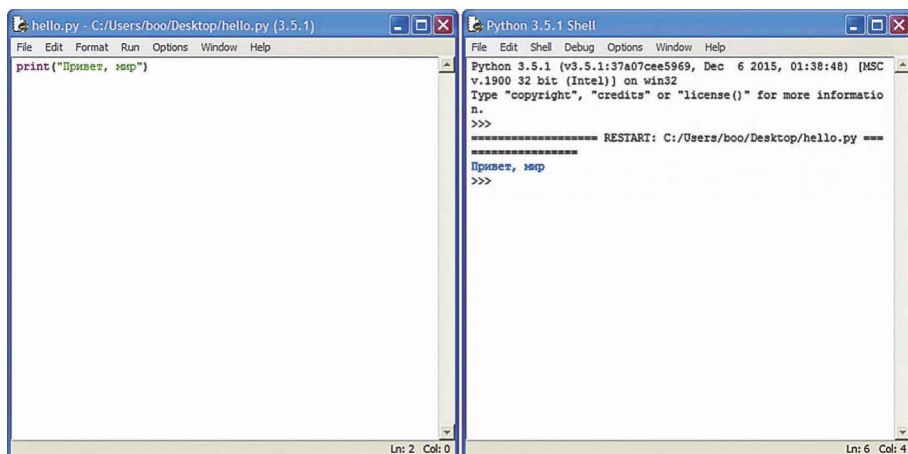 hello.py - C:/Users/boo/Desktop/hello.py (3.5.1)
File Edit Format Run Options Window Help
print("Привет, мир")
Ln: 2 Col: 0
Python 3.5.1 Shell
File Edit Shell Debug Options Window Help
Python 3.5.1 (v3.5.1:37a07cee5969, Dec  6 2015, 01:38:48) [MSC
v.1900 32 bit (Intel)] on win32
Type "copyright", "credits" or "license()" for more informatio
n.
>>>
=================== RESTART: C:/Users/boo/Desktop/hello.py ===
================
Привет, мир
>>>
Ln: 6 Col: 4